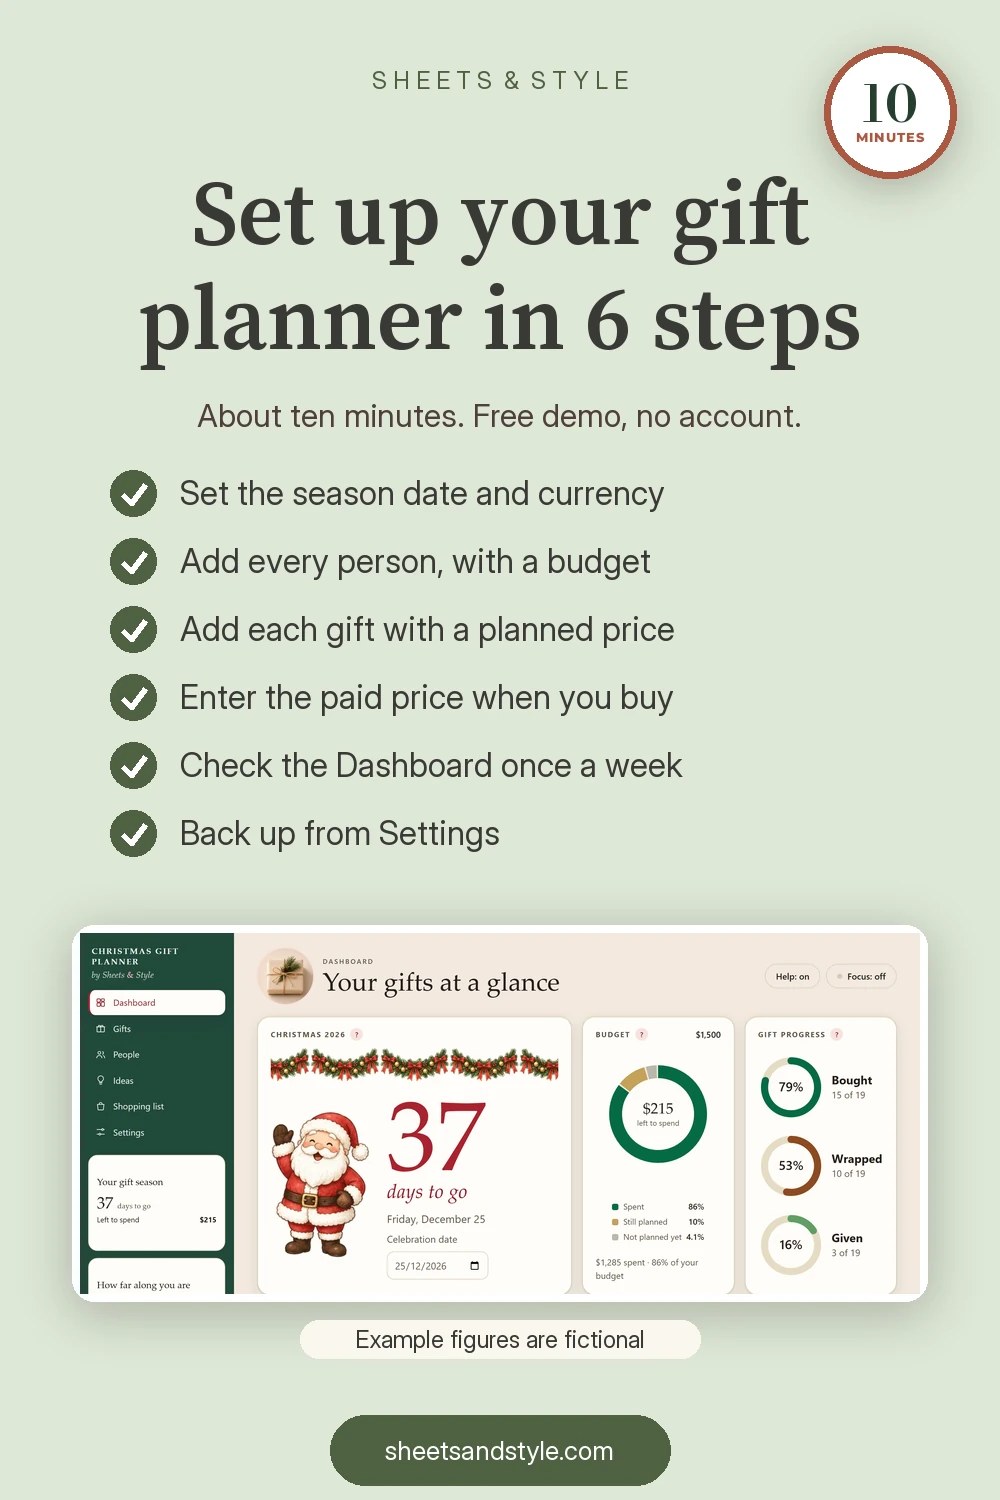 SHEETS & STYLE
10
MINUTES
Set up your gift
planner in 6 steps
About ten minutes. Free demo, no account.
Set the season date and currency
Add every person, with a budget
Add each gift with a planned price
Enter the paid price when you buy
Check the Dashboard once a week
Back up from Settings
CHRISTMAS GIFT
PLANNER
by Sheets & Style
Dashboard
Gifts
People
Ideas
Shopping list
Settings
Your gift season
37 days to go
Left to spend $215
How far along you are
DASHBOARD
Your gifts at a glance
Help: on
Focus: off
CHRISTMAS 2026 ?
37
days to go
Friday, December 25
Celebration date
25/12/2026
BUDGET ? $1,500
$215
left to spend
Spent 86%
Still planned 10%
Not planned yet 4.1%
$1,285 spent · 86% of your
budget
GIFT PROGRESS ?
79% Bought
15 of 19
53% Wrapped
10 of 19
16% Given
3 of 19
Example figures are fictional
sheetsandstyle.com